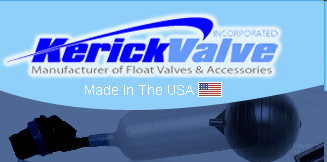 INCORPORATED
KerickValve
Manufacturer of Float Valves & Accessories
Made In The USA